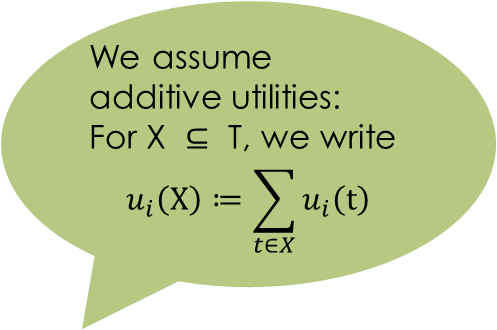 We assume
additive utilities:
For X ⊆ T, we write
𝑢ᵢ(X) ≔ ∑_{𝑡∈𝑋} 𝑢ᵢ(t)